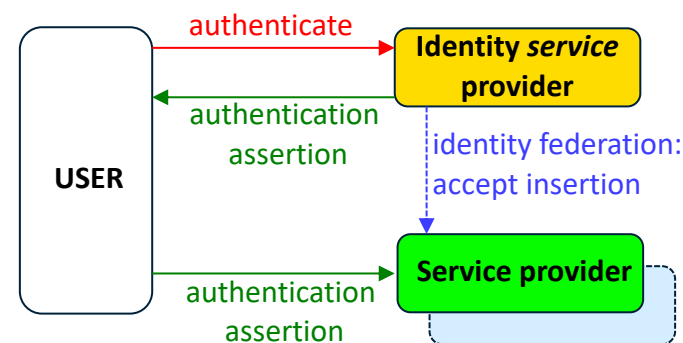 authenticate
Identity service
provider
authentication
assertion
identity federation:
accept insertion
USER
Service provider
authentication
assertion